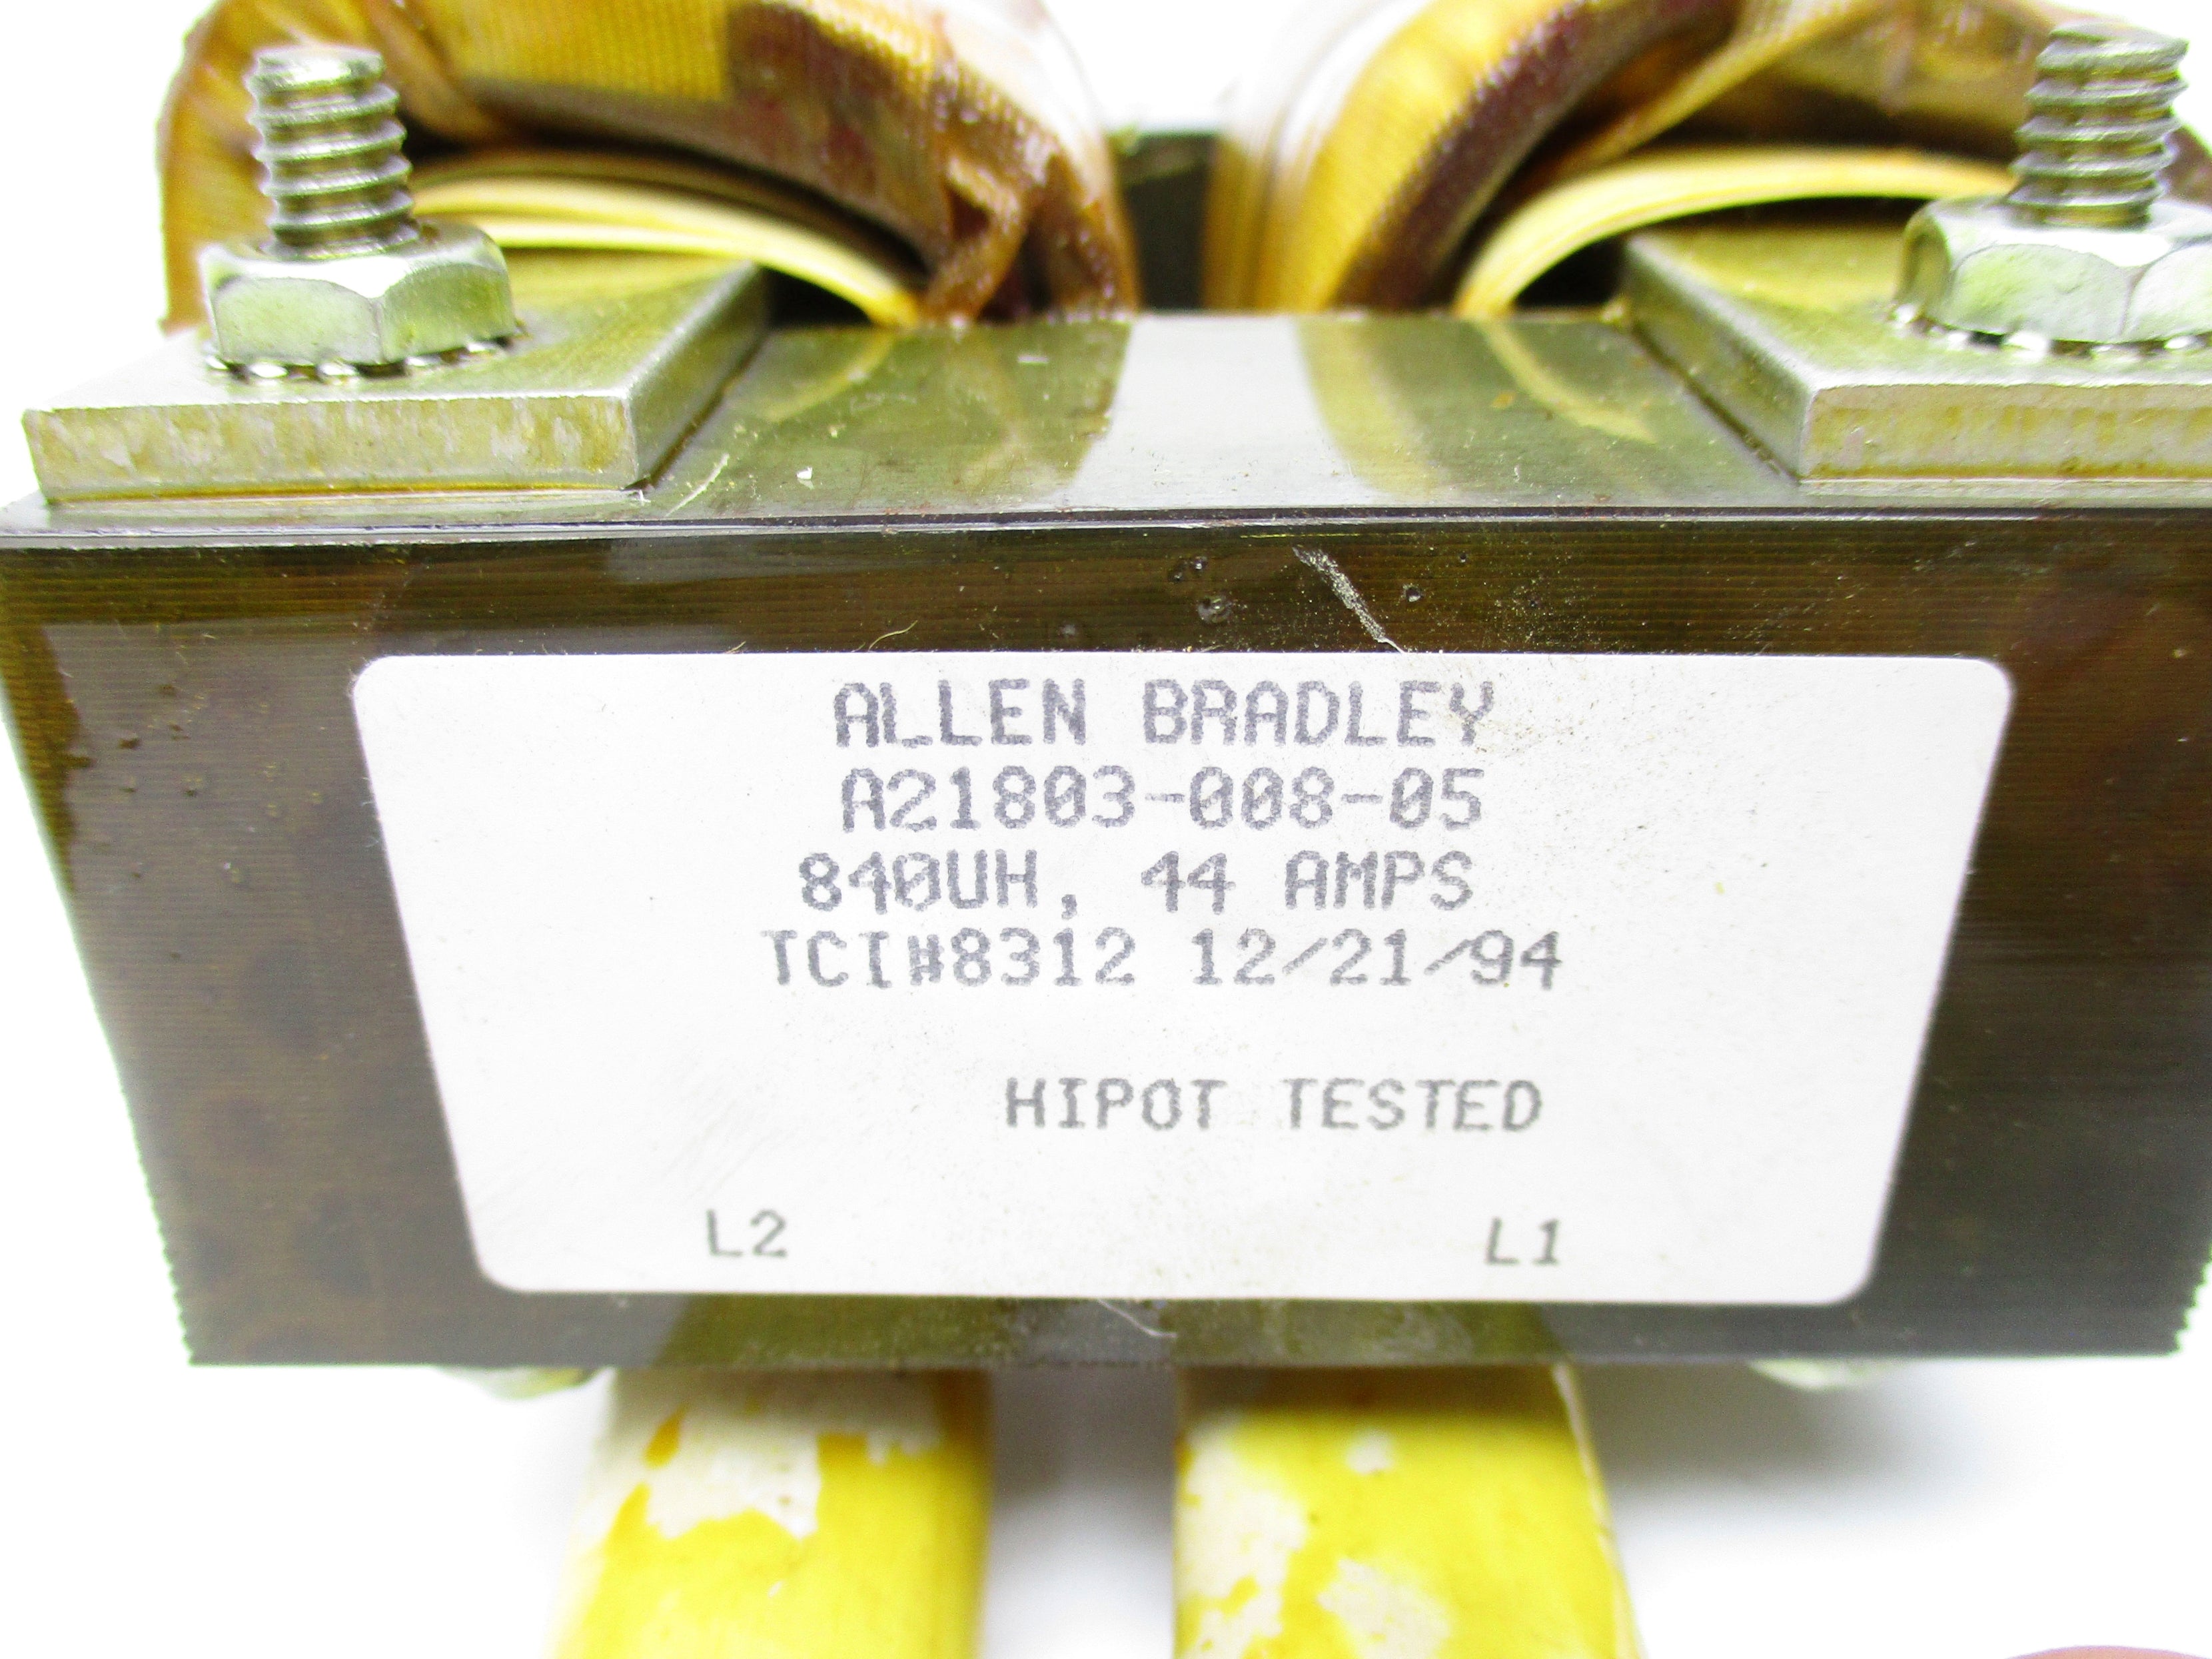 ALLEN BRADLEY
A21803-008-05
840UH, 44 AMPS
TCI#8312 12/21/94
HIPOT TESTED
L2 L1